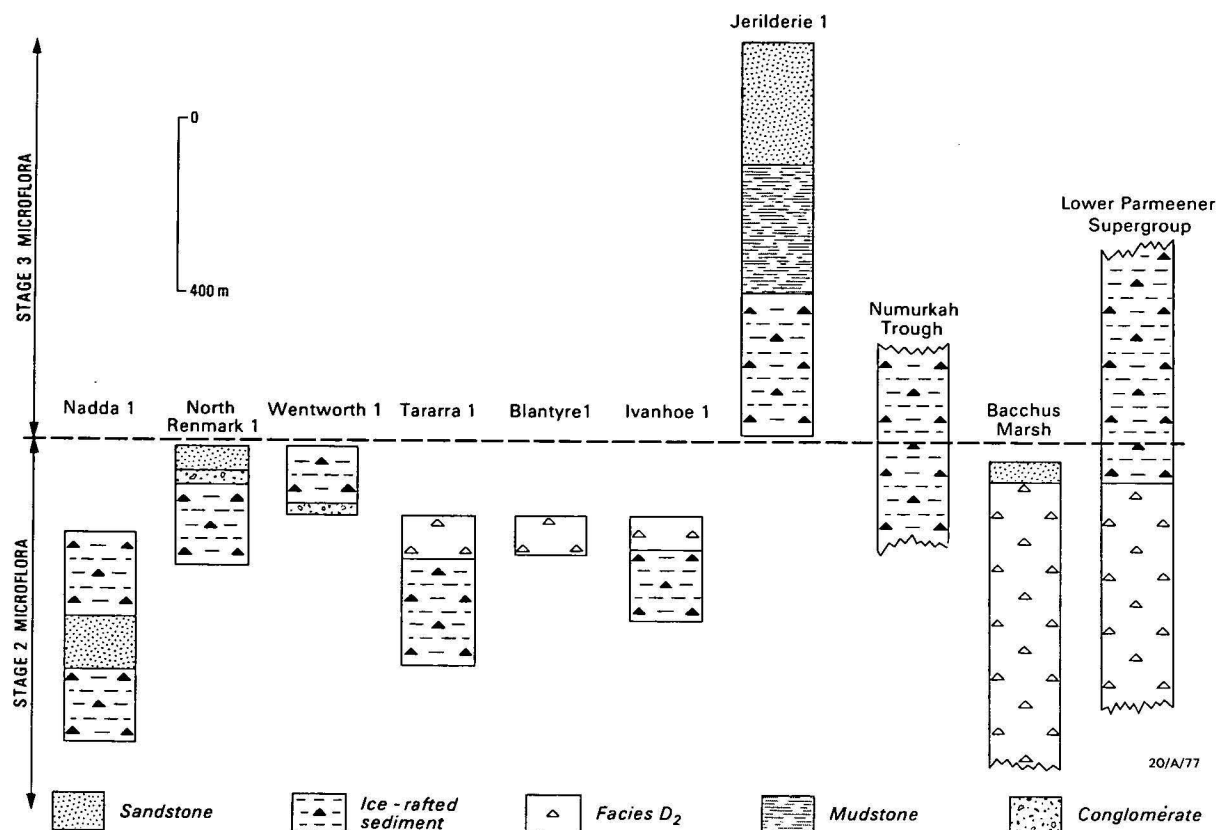 Jerilderie 1
STAGE 3 MICROFLORA
0
400 m
Lower Parmeener
Supergroup
Numurkah
Trough
Nadda 1
North
Renmark 1
Wentworth 1
Tararra 1
Blantyre1
Ivanhoe 1
Bacchus
Marsh
STAGE 2 MICROFLORA
20/A/77
Sandstone
Ice - rafted
sediment
Facies D2
Mudstone
Conglomérate